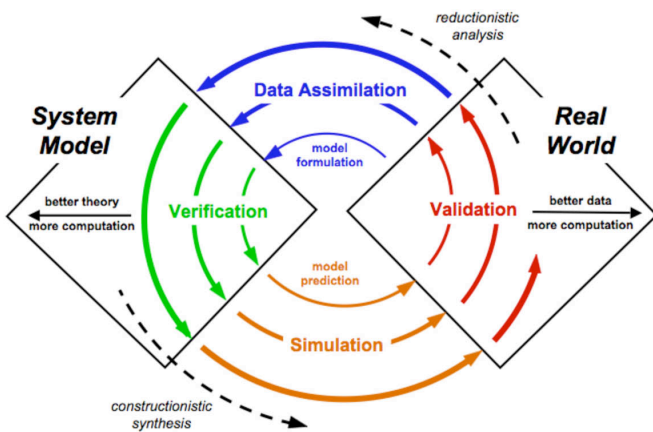 reductionistic
analysis
Data Assimilation
System
Model
Real
World
model
formulation
better theory
more computation
Verification
Validation
better data
more computation
model
prediction
Simulation
constructionistic
synthesis